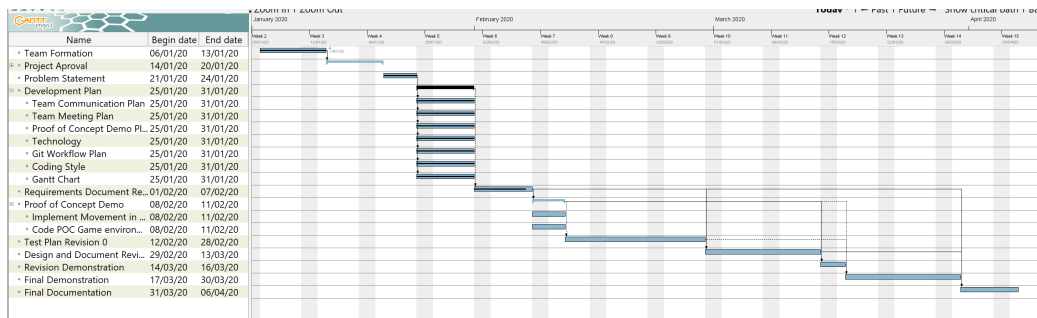 Zoom In | Zoom Out
Today ▾ | ← Past | Future → Show critical path | Ba
GANTT
project
January 2020 February 2020 March 2020 April 2020
Name Begin date End date
Week 2 Week 3 Week 4 Week 5 Week 6 Week 7 Week 8 Week 9 Week 10 Week 11 Week 12 Week 13 Week 14 Week 15
Team Formation 06/01/20 13/01/20
Project Aproval 14/01/20 20/01/20
Problem Statement 21/01/20 24/01/20
Development Plan 25/01/20 31/01/20
Team Communication Plan 25/01/20 31/01/20
Team Meeting Plan 25/01/20 31/01/20
Proof of Concept Demo Pl... 25/01/20 31/01/20
Technology 25/01/20 31/01/20
Git Workflow Plan 25/01/20 31/01/20
Coding Style 25/01/20 31/01/20
Gantt Chart 25/01/20 31/01/20
Requirements Document Re... 01/02/20 07/02/20
Proof of Concept Demo 08/02/20 11/02/20
Implement Movement in ... 08/02/20 11/02/20
Code POC Game environ... 08/02/20 11/02/20
Test Plan Revision 0 12/02/20 28/02/20
Design and Document Revi... 29/02/20 13/03/20
Revision Demonstration 14/03/20 16/03/20
Final Demonstration 17/03/20 30/03/20
Final Documentation 31/03/20 06/04/20